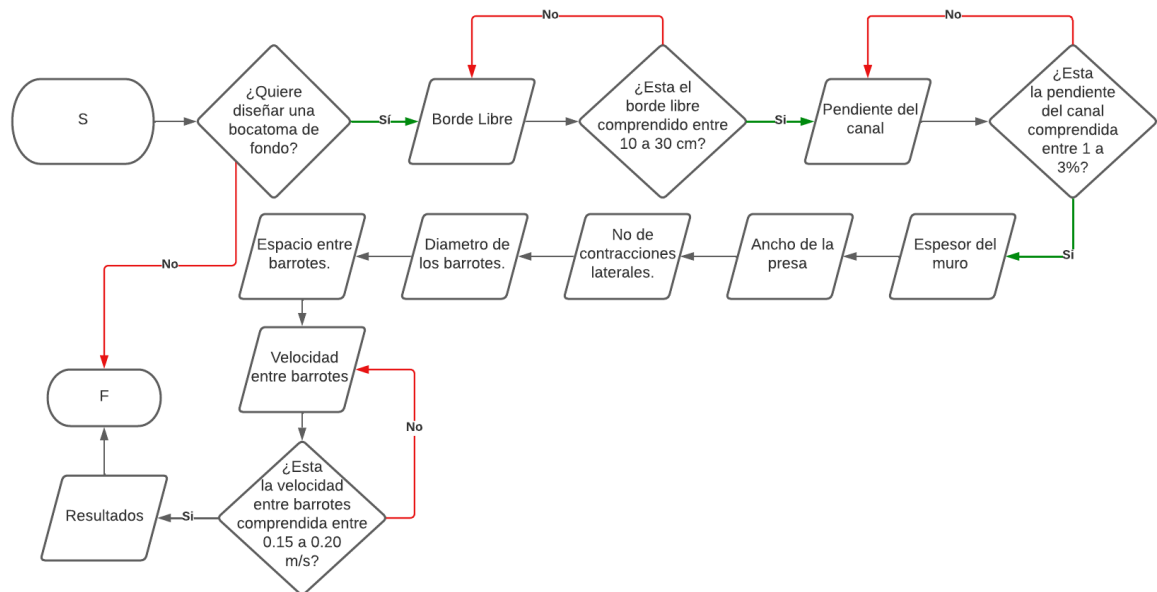 No
No
S
¿Quiere
diseñar una
bocatoma de
fondo?
Sí
Borde Libre
¿Esta el
borde libre
comprendido entre
10 a 30 cm?
Si
Pendiente del
canal
¿Esta
la pendiente
del canal
comprendida
entre 1 a
3%?
Si
Espesor del
muro
Ancho de la
presa
No de
contracciones
laterales.
Diametro de
los barrotes.
Espacio entre
barrotes.
No
Velocidad
entre barrotes
No
¿Esta
la velocidad
entre barrotes
comprendida entre
0.15 a 0.20
m/s?
Si
Resultados
F